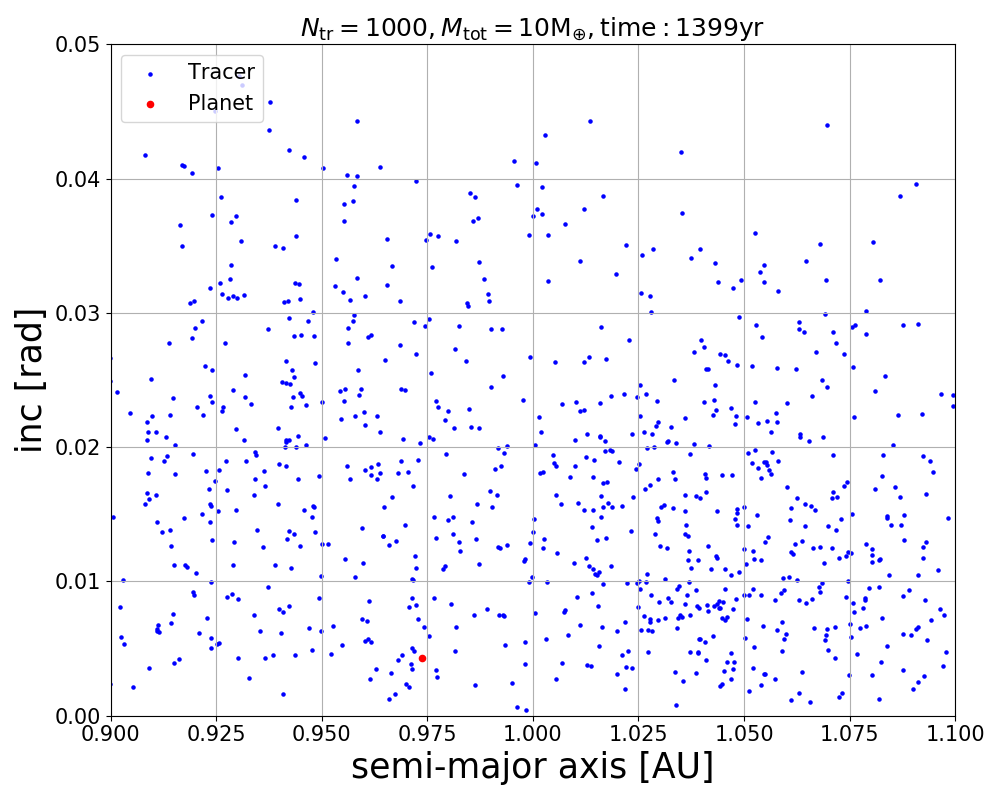 N_tr = 1000, M_tot = 10M_⊕, time : 1399yr
Tracer
Planet
0.05
0.04
0.03
0.02
0.01
0.00
inc [rad]
0.900 0.925 0.950 0.975 1.000 1.025 1.050 1.075 1.100
semi-major axis [AU]